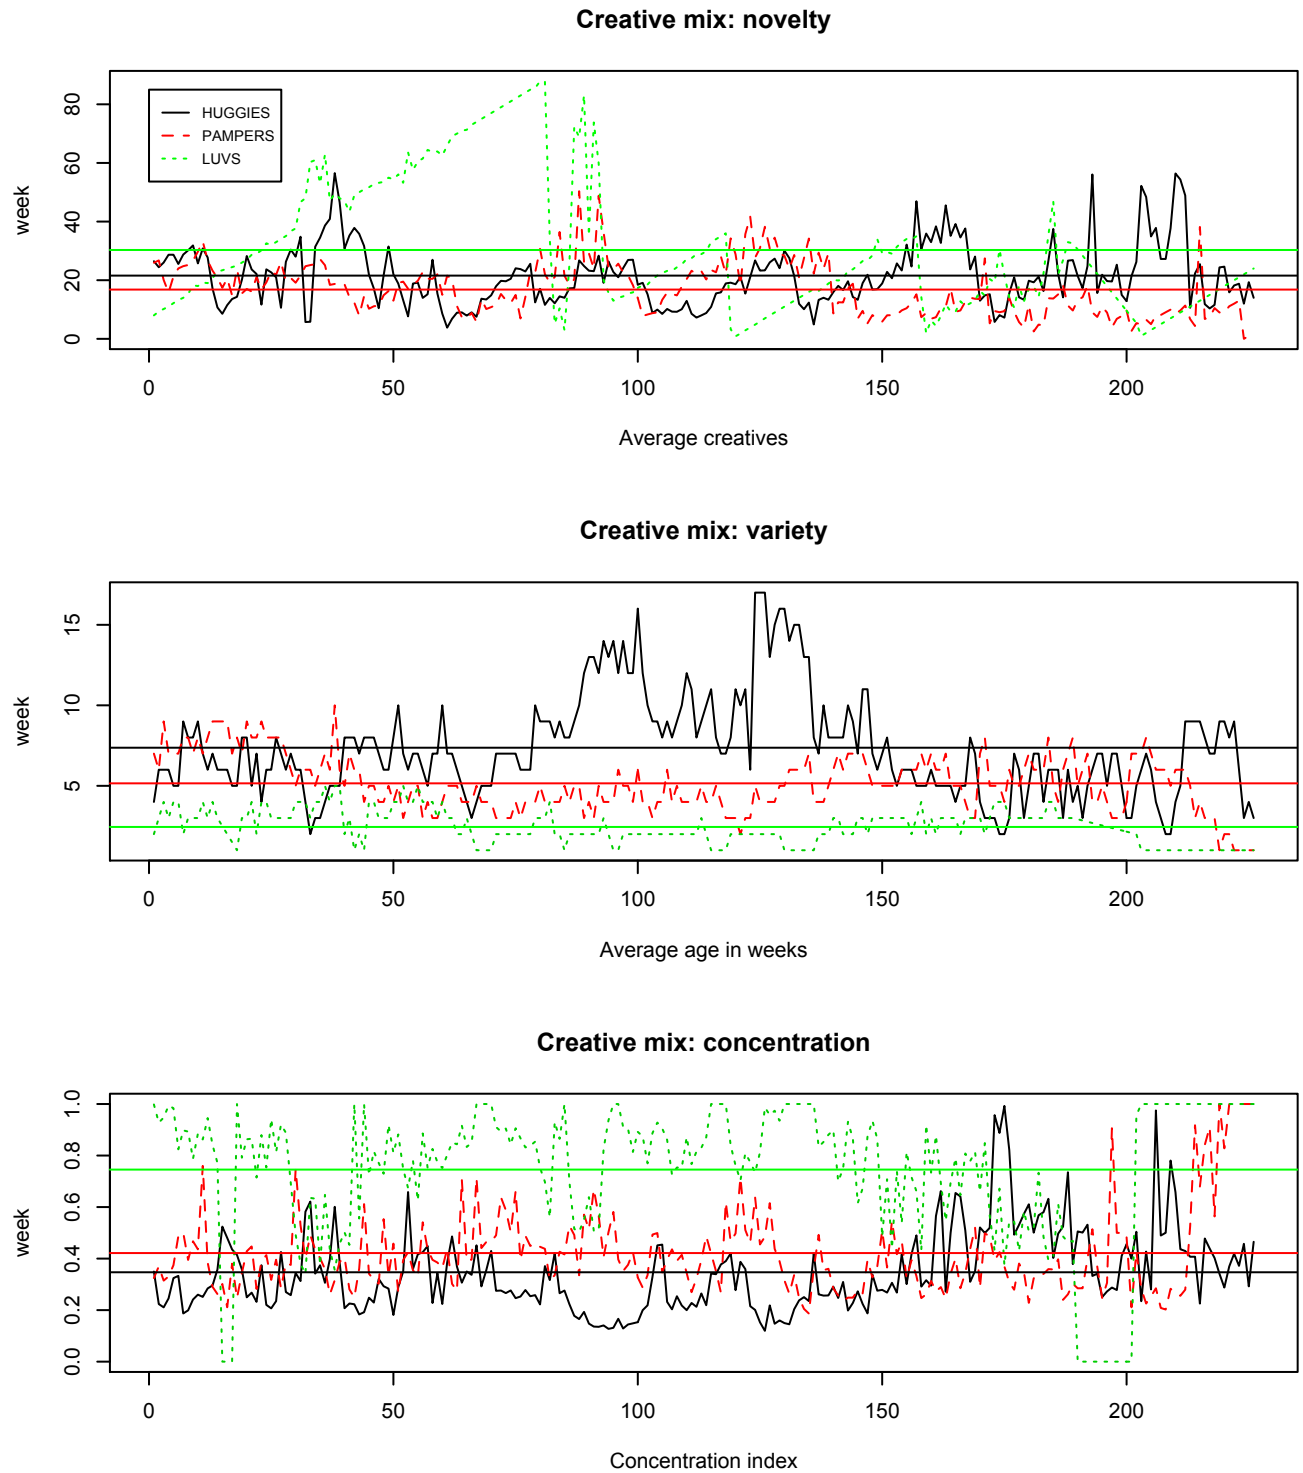 Creative mix: novelty
80
60
40
20
0
week
HUGGIES
PAMPERS
LUVS
0 50 100 150 200
Average creatives
Creative mix: variety
15
10
5
week
0 50 100 150 200
Average age in weeks
Creative mix: concentration
1.0
0.8
0.6
0.4
0.2
0.0
week
0 50 100 150 200
Concentration index